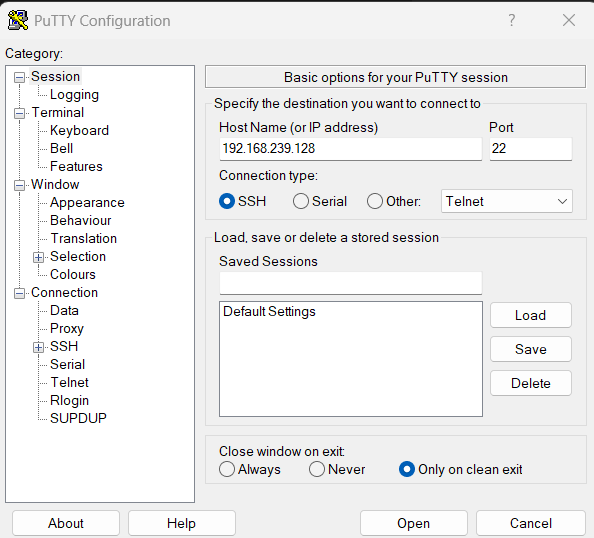 PuTTY Configuration
?
Category:
Session
Logging
Terminal
Keyboard
Bell
Features
Window
Appearance
Behaviour
Translation
Selection
Colours
Connection
Data
Proxy
SSH
Serial
Telnet
Rlogin
SUPDUP
Basic options for your PuTTY session
Specify the destination you want to connect to
Host Name (or IP address) Port
192.168.239.128 22
Connection type:
SSH Serial Other: Telnet
Load, save or delete a stored session
Saved Sessions
Default Settings
Load
Save
Delete
Close window on exit:
Always Never Only on clean exit
About Help Open Cancel